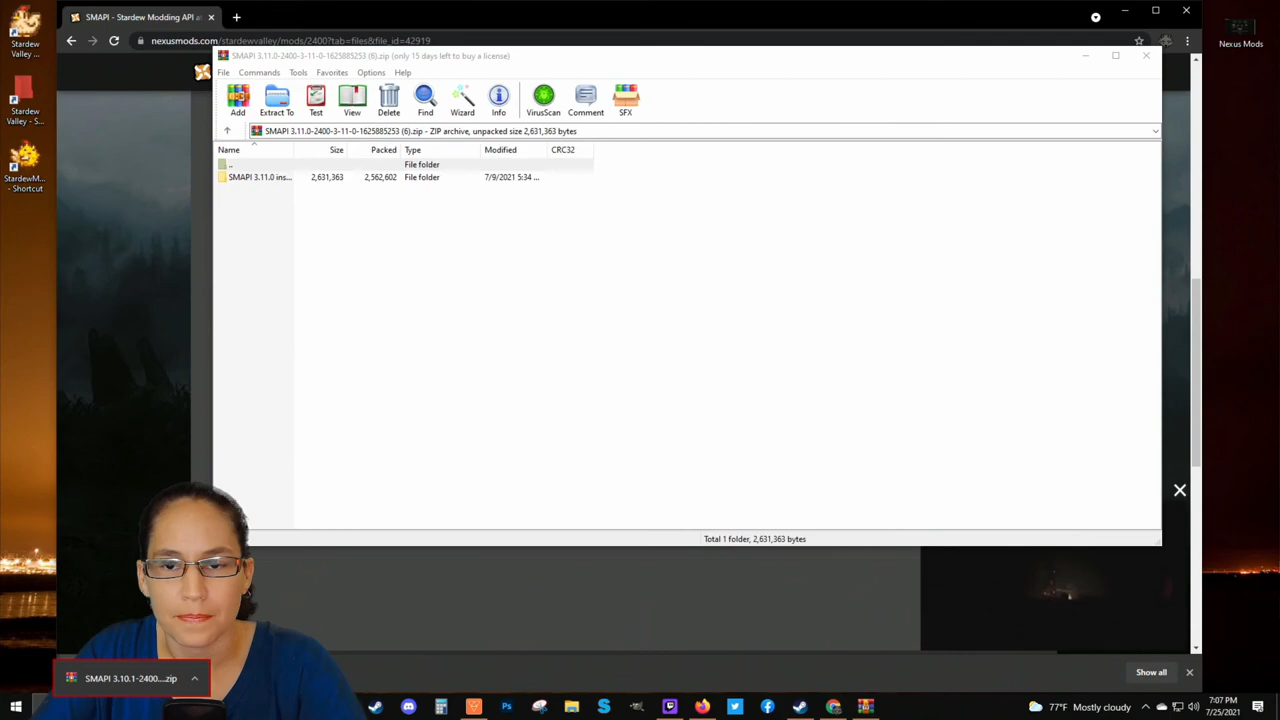 Stardew
Valley ...
Stardew
Valley - S...
StardewM...
- Shortcut
SMAPI - Stardew Modding API a
nexusmods.com/stardewvalley/mods/2400?tab=files&file_id=42919
Nexus Mods
SMAPI 3.11.0-2400-3-11-0-1625885253 (6).zip (only 15 days left to buy a license)
File Commands Tools Favorites Options Help
Add Extract To Test View Delete Find Wizard Info VirusScan Comment SFX
SMAPI 3.11.0-2400-3-11-0-1625885253 (6).zip - ZIP archive, unpacked size 2,631,363 bytes
Name Size Packed Type Modified CRC32
.. File folder
SMAPI 3.11.0 ins... 2,631,363 2,562,602 File folder 7/9/2021 5:34 ...
Total 1 folder, 2,631,363 bytes
SMAPI 3.10.1-2400....zip
Show all
77°F Mostly cloudy
7:07 PM
7/25/2021